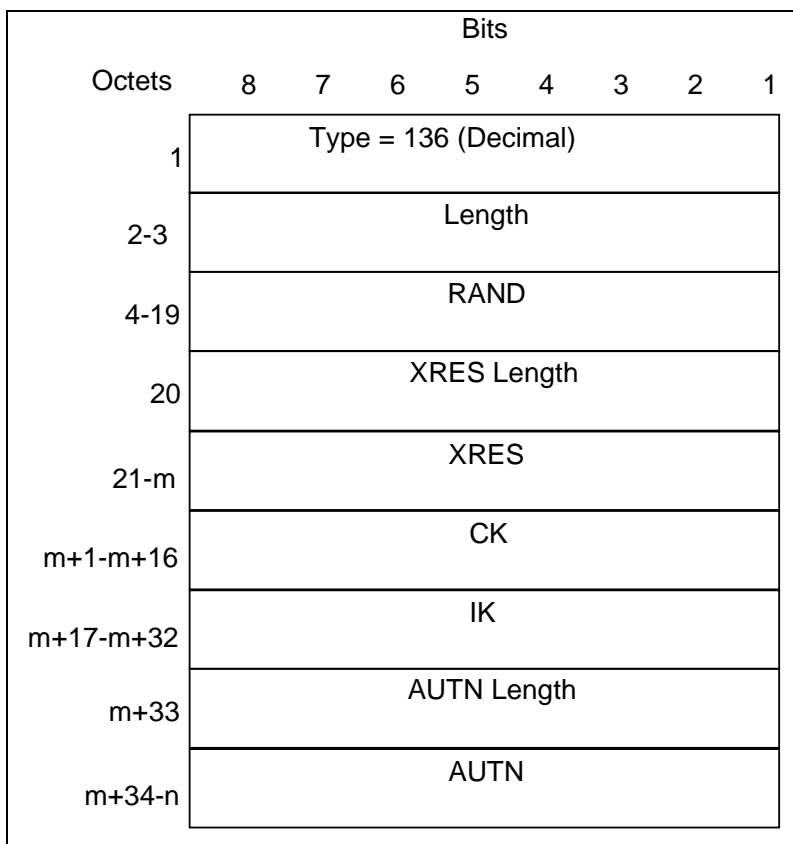 Bits
Octets 8 7 6 5 4 3 2 1
1 Type = 136 (Decimal)
2-3 Length
4-19 RAND
20 XRES Length
21-m XRES
m+1-m+16 CK
m+17-m+32 IK
m+33 AUTN Length
m+34-n AUTN